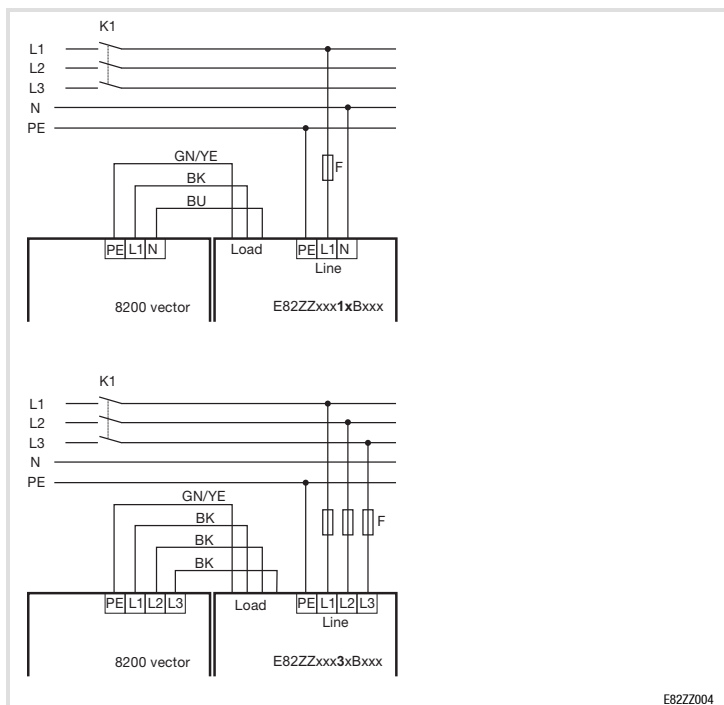 K1
L1
L2
L3
N
PE
GN/YE
F
BK
BU
PE L1 N Load PE L1 N
Line
8200 vector E82ZZxxx1xBxxx
K1
L1
L2
L3
N
PE
GN/YE
BK F
BK
BK
PE L1 L2 L3 Load PE L1 L2 L3
Line
8200 vector E82ZZxxx3xBxxx
E82ZZ004